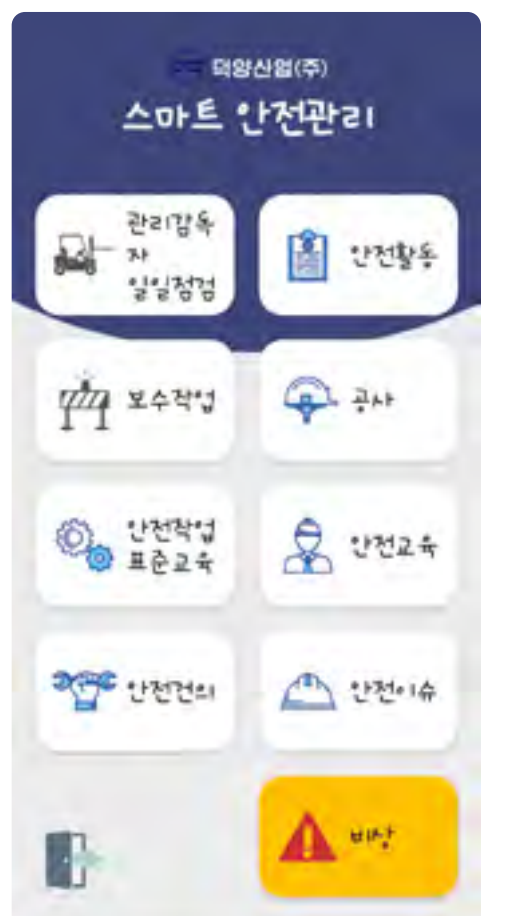 덕양산업(주)
스마트 안전관리
관리감독
자
일일점검
안전활동
보수작업
공사
안전작업
표준교육
안전교육
안전건의
안전이슈
비상